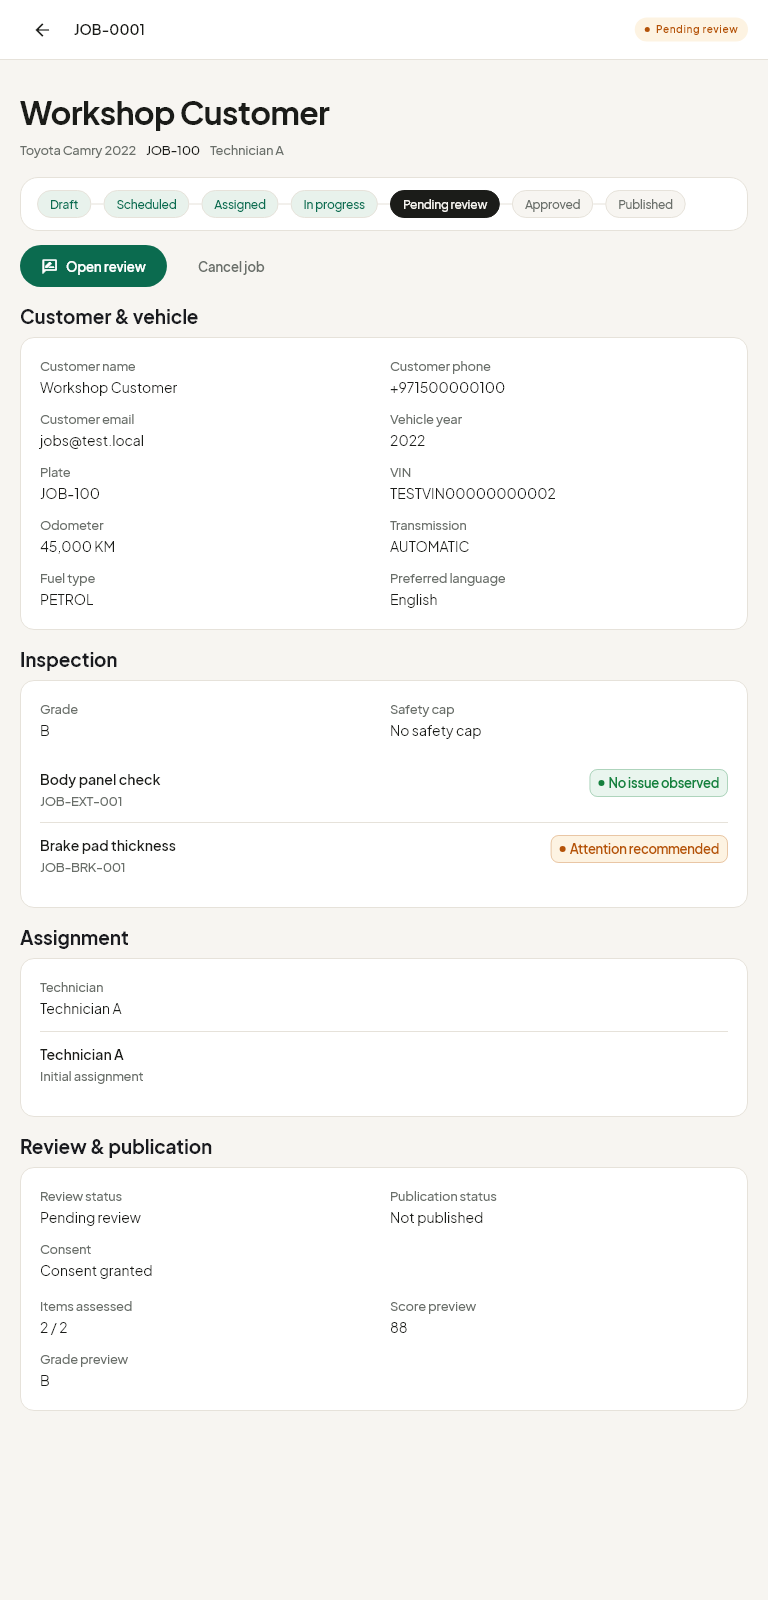 JOB-0001
Pending review
Workshop Customer
Toyota Camry 2022 JOB-100 Technician A
Draft Scheduled Assigned In progress Pending review Approved Published
Open review Cancel job
Customer & vehicle
Customer name Customer phone
Workshop Customer +971500000100
Customer email Vehicle year
jobs@test.local 2022
Plate VIN
JOB-100 TESTVIN00000000002
Odometer Transmission
45,000 KM AUTOMATIC
Fuel type Preferred language
PETROL English
Inspection
Grade Safety cap
B No safety cap
Body panel check No issue observed
JOB-EXT-001
Brake pad thickness Attention recommended
JOB-BRK-001
Assignment
Technician
Technician A
Technician A
Initial assignment
Review & publication
Review status Publication status
Pending review Not published
Consent
Consent granted
Items assessed Score preview
2 / 2 88
Grade preview
B